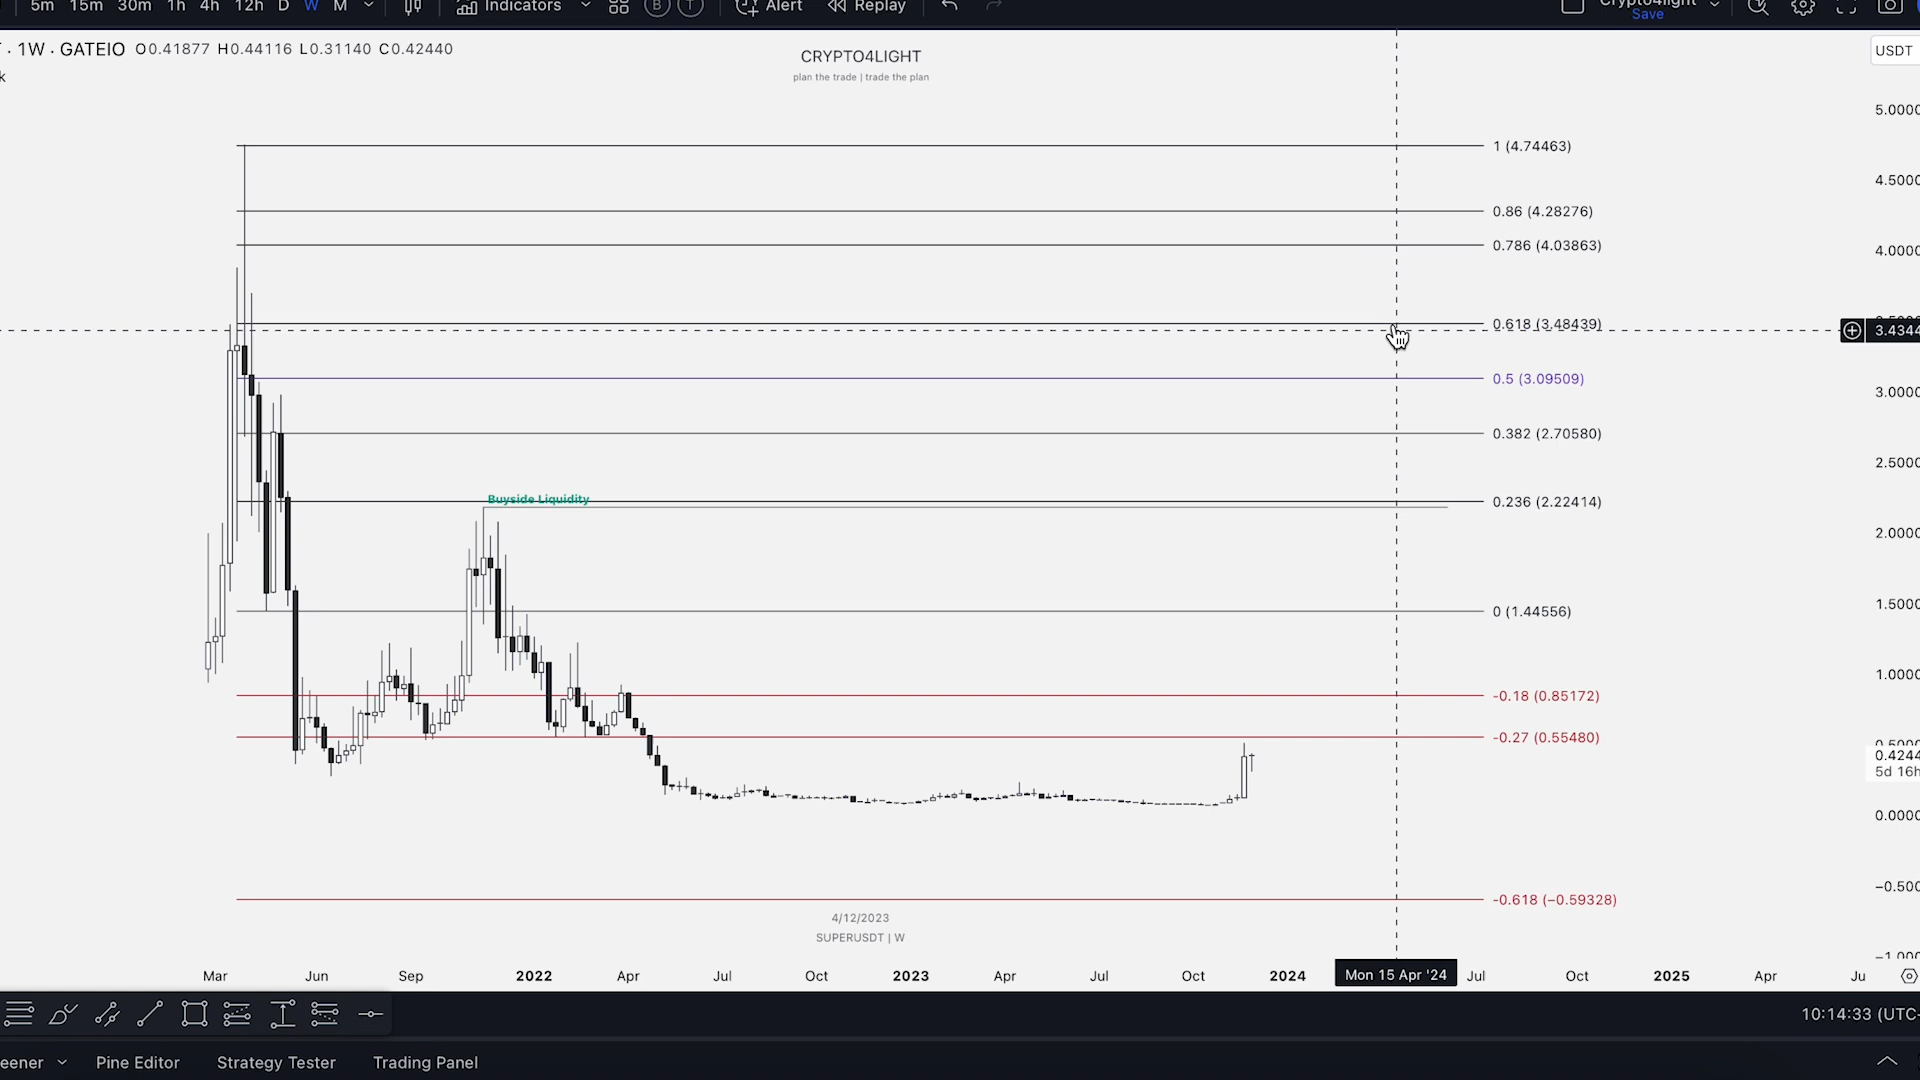 5m 15m 30m 1h 4h 12h D W M Indicators B T Alert Replay
Save
· 1W · GATEIO O0.41877 H0.44116 L0.31140 C0.42440
USDT
CRYPTO4LIGHT
plan the trade | trade the plan
5.0000
1 (4.74463)
4.5000
0.86 (4.28276)
0.786 (4.03863)
4.0000
0.618 (3.48439)
3.4344
0.5 (3.09509)
3.0000
0.382 (2.70580)
2.5000
Buyside Liquidity
0.236 (2.22414)
2.0000
0 (1.44556)
1.5000
-0.18 (0.85172)
1.0000
-0.27 (0.55480)
0.4244
5d 16h
0.0000
-0.618 (−0.59328)
−0.500
4/12/2023
SUPERUSDT | W
Mar Jun Sep 2022 Apr Jul Oct 2023 Apr Jul Oct 2024 Mon 15 Apr '24 Jul Oct 2025 Apr Ju
10:14:33 (UTC-
eener Pine Editor Strategy Tester Trading Panel